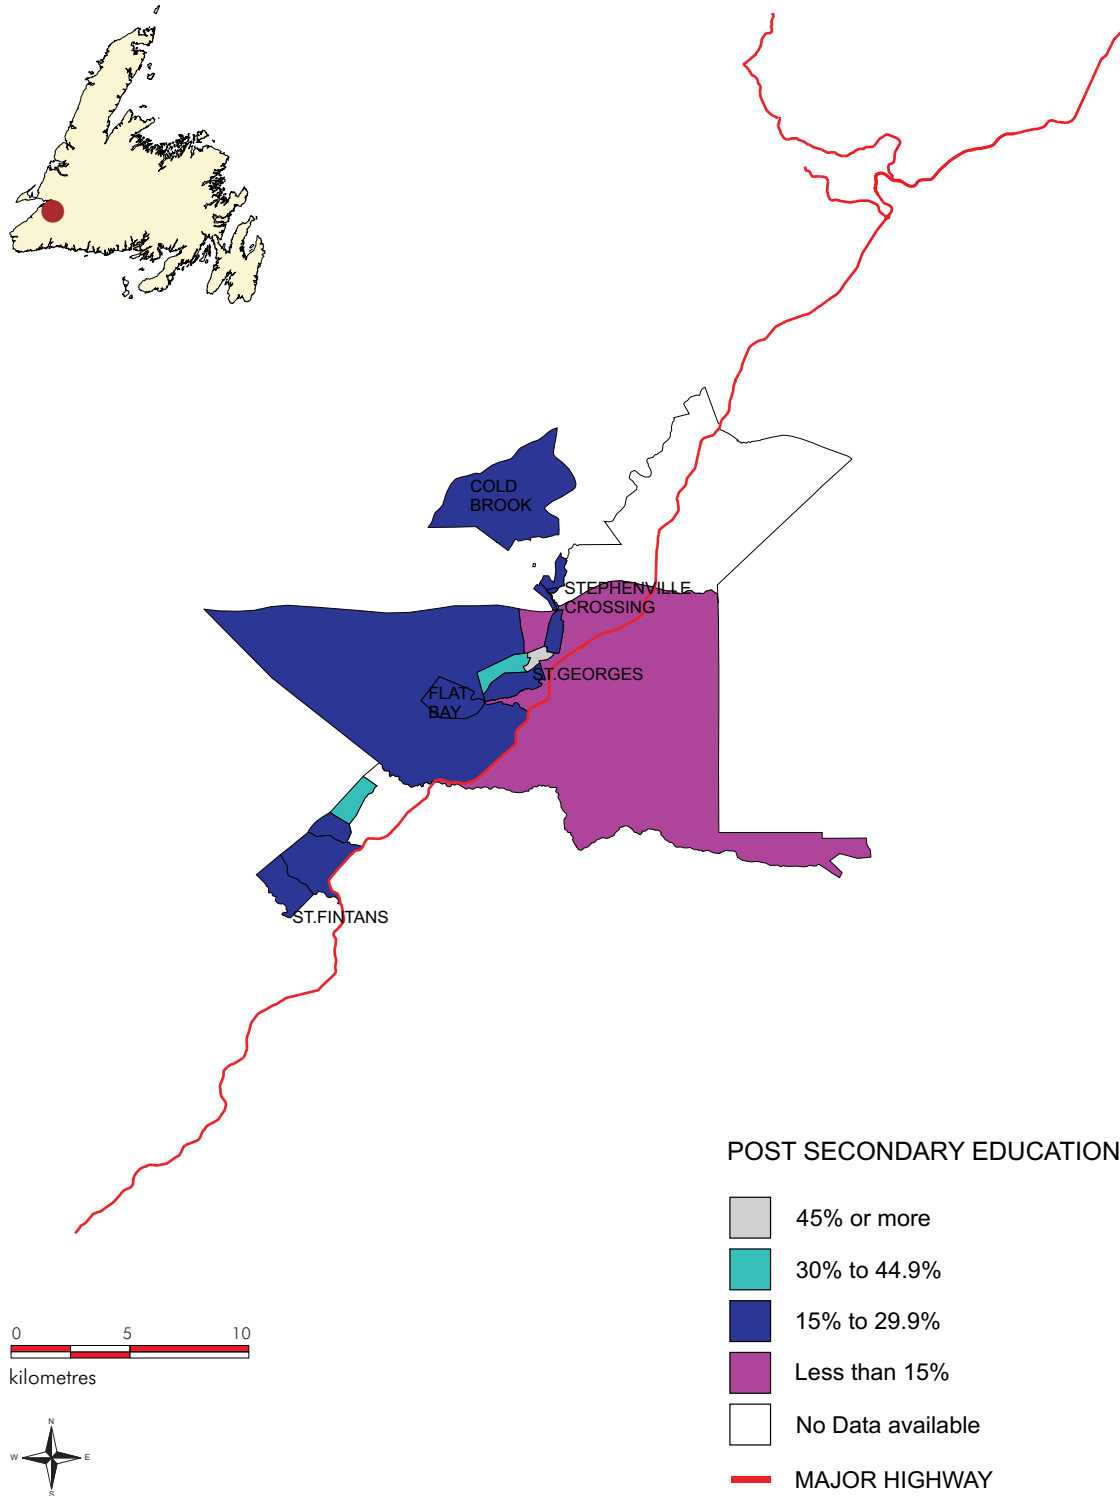 COLD
BROOK
STEPHENVILLE
CROSSING
ST.GEORGES
FLAT
BAY
ST.FINTANS
POST SECONDARY EDUCATION
45% or more
30% to 44.9%
15% to 29.9%
Less than 15%
No Data available
MAJOR HIGHWAY
0 5 10
kilometres
N
W E
S